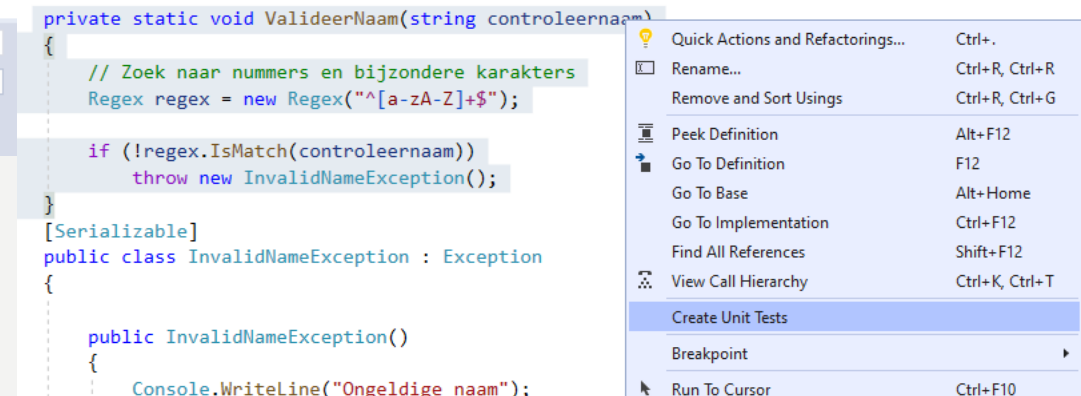 private static void ValideerNaam(string controleernaam)
{
// Zoek naar nummers en bijzondere karakters
Regex regex = new Regex("^[a-zA-Z]+$");
if (!regex.IsMatch(controleernaam))
throw new InvalidNameException();
}
[Serializable]
public class InvalidNameException : Exception
{
public InvalidNameException()
{
Console.WriteLine("Ongeldige naam");
Quick Actions and Refactorings... Ctrl+.
Rename... Ctrl+R, Ctrl+R
Remove and Sort Usings Ctrl+R, Ctrl+G
Peek Definition Alt+F12
Go To Definition F12
Go To Base Alt+Home
Go To Implementation Ctrl+F12
Find All References Shift+F12
View Call Hierarchy Ctrl+K, Ctrl+T
Create Unit Tests
Breakpoint
Run To Cursor Ctrl+F10